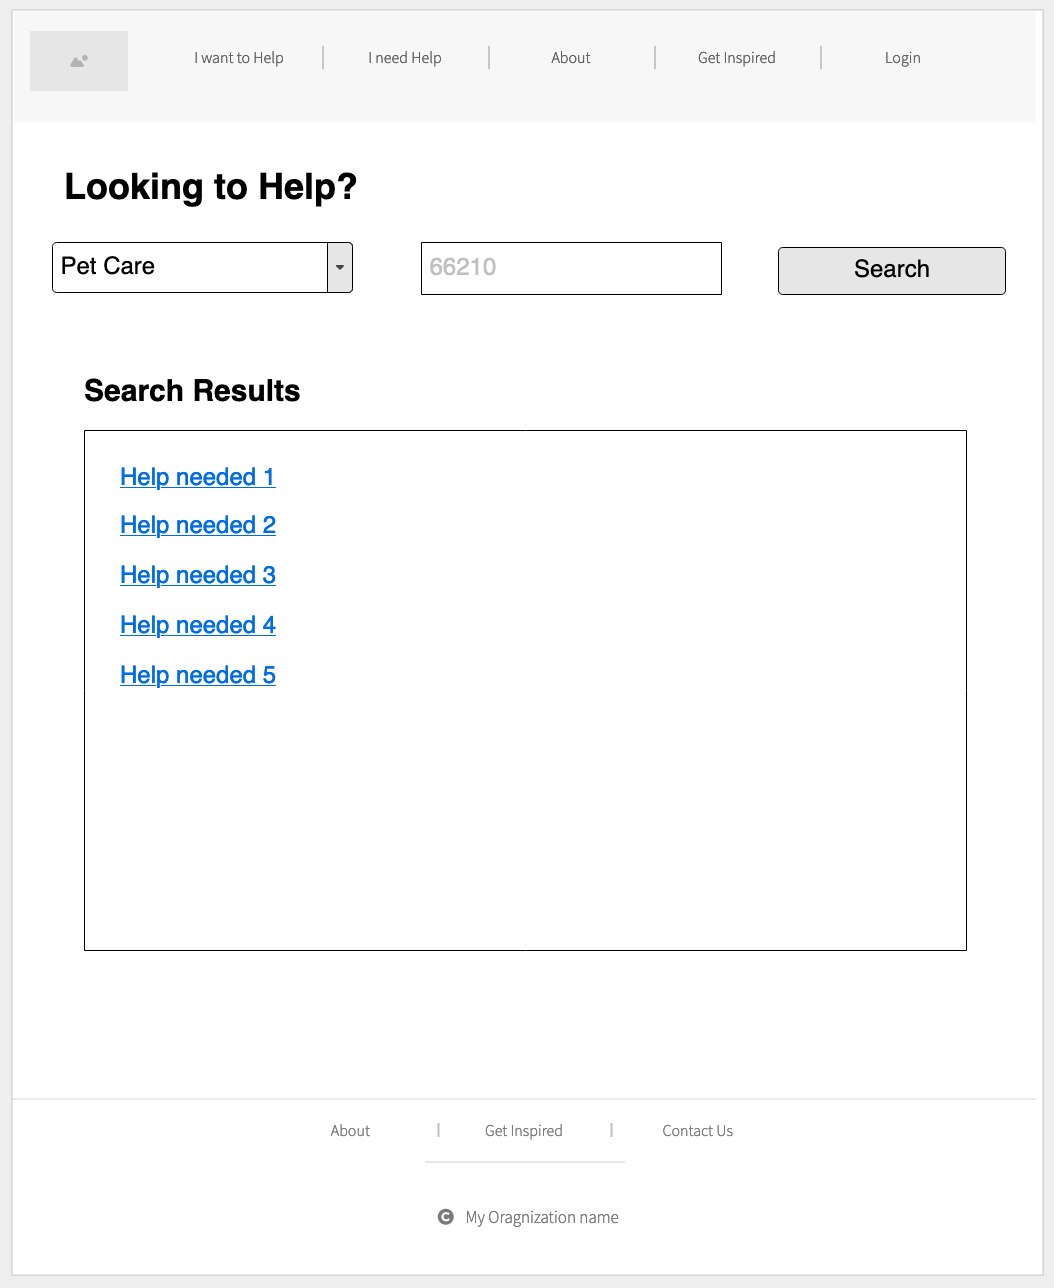 I want to Help
I need Help
About
Get Inspired
Login
Looking to Help?
Pet Care
66210
Search
Search Results
Help needed 1
Help needed 2
Help needed 3
Help needed 4
Help needed 5
About
Get Inspired
Contact Us
© My Oragnization name